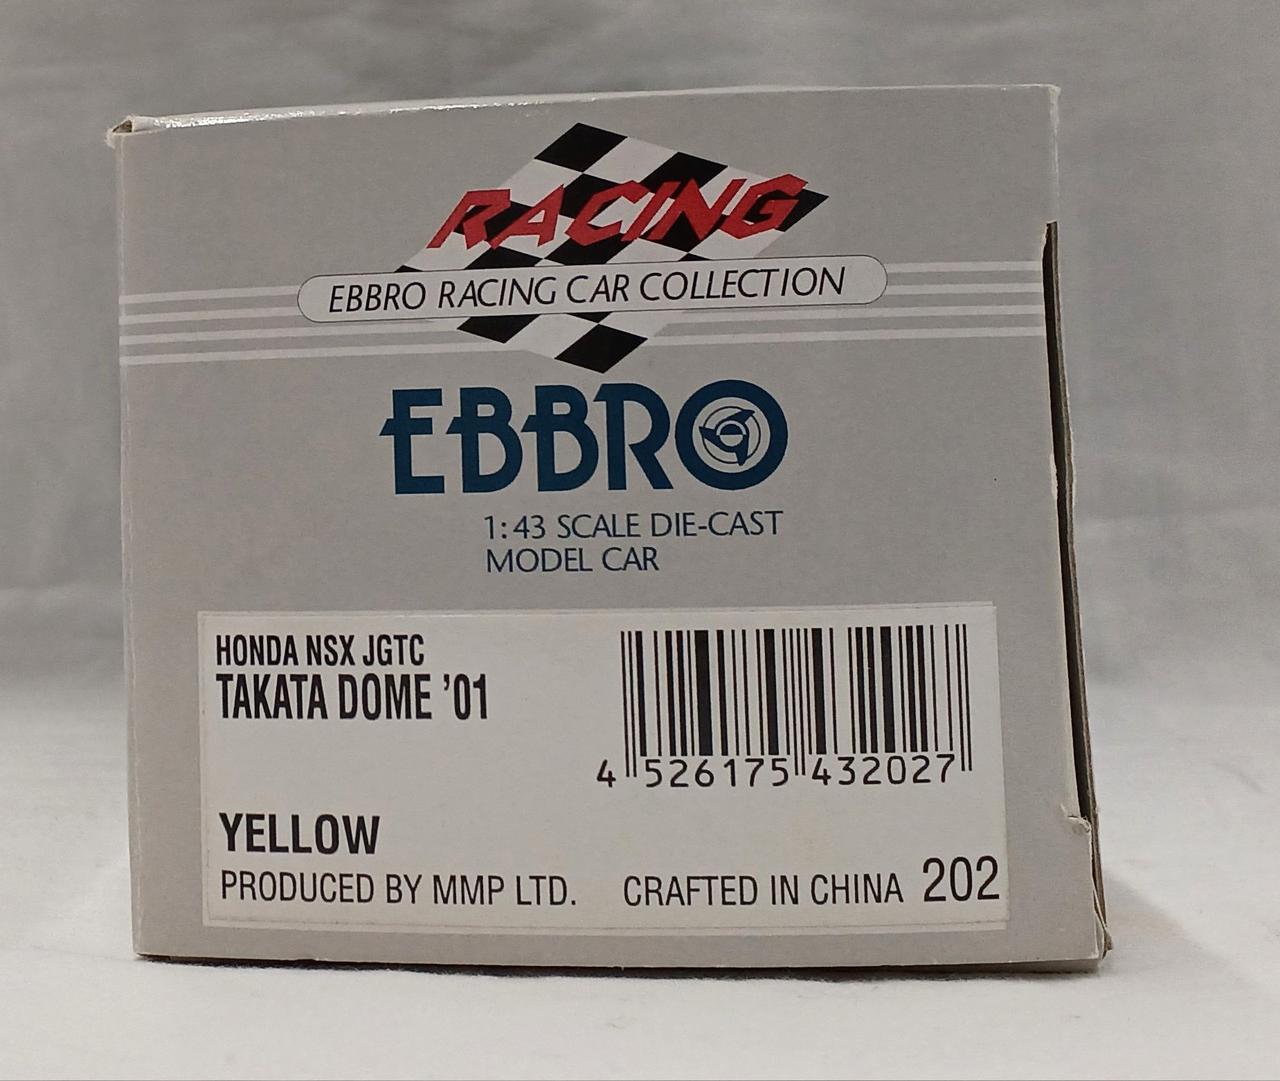 RACING
EBBRO RACING CAR COLLECTION
EBBRO
1:43 SCALE DIE-CAST
MODEL CAR
HONDA NSX JGTC
TAKATA DOME ’01
4 526175 432027
YELLOW
PRODUCED BY MMP LTD. CRAFTED IN CHINA 202